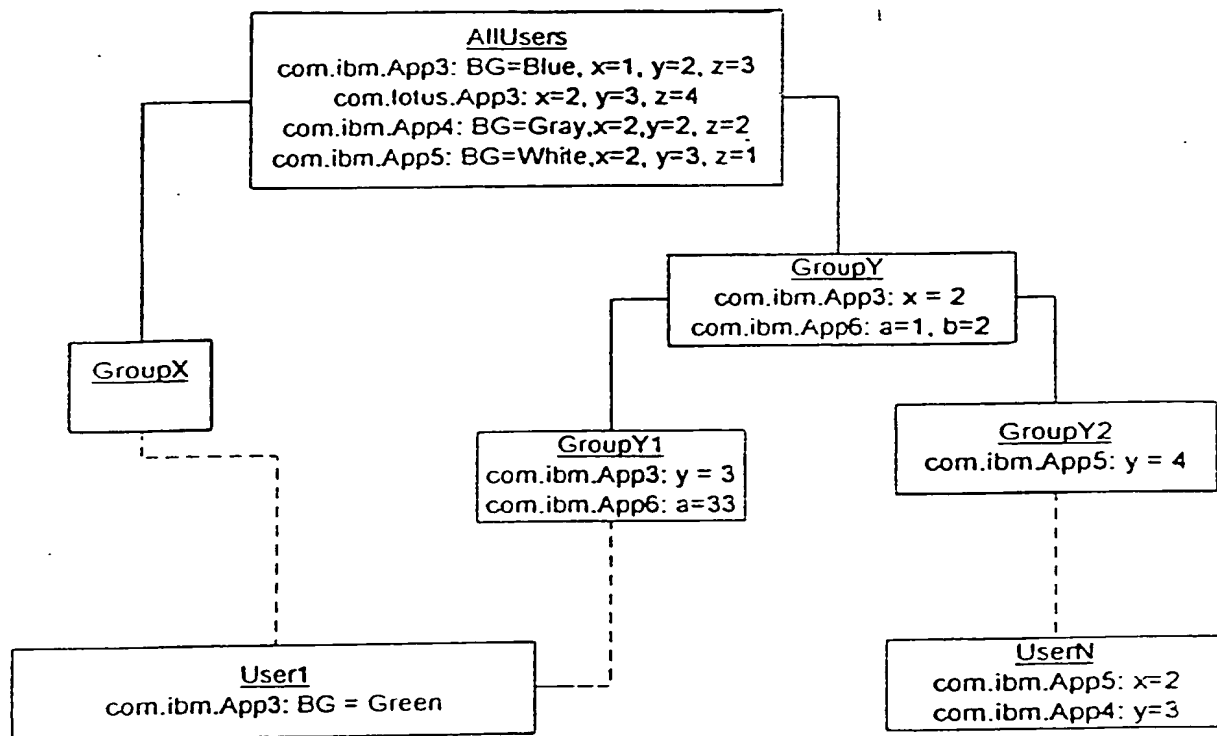 AllUsers
com.ibm.App3: BG=Blue, x=1, y=2, z=3
com.lotus.App3: x=2, y=3, z=4
com.ibm.App4: BG=Gray,x=2,y=2, z=2
com.ibm.App5: BG=White,x=2, y=3, z=1
GroupY
com.ibm.App3: x = 2
com.ibm.App6: a=1, b=2
GroupX
GroupY1
com.ibm.App3: y = 3
com.ibm.App6: a=33
GroupY2
com.ibm.App5: y = 4
User1
com.ibm.App3: BG = Green
UserN
com.ibm.App5: x=2
com.ibm.App4: y=3